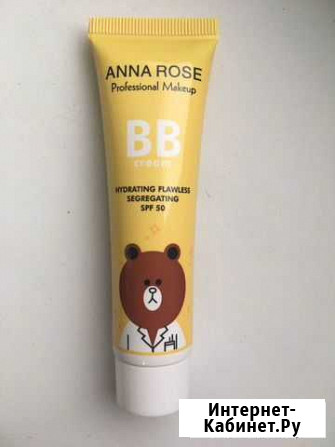 ANNA ROSE
Professional Makeup
BB
cream
HYDRATING FLAWLESS
SEGREGATING
SPF 50
Интернет-
Кабинет.Ру